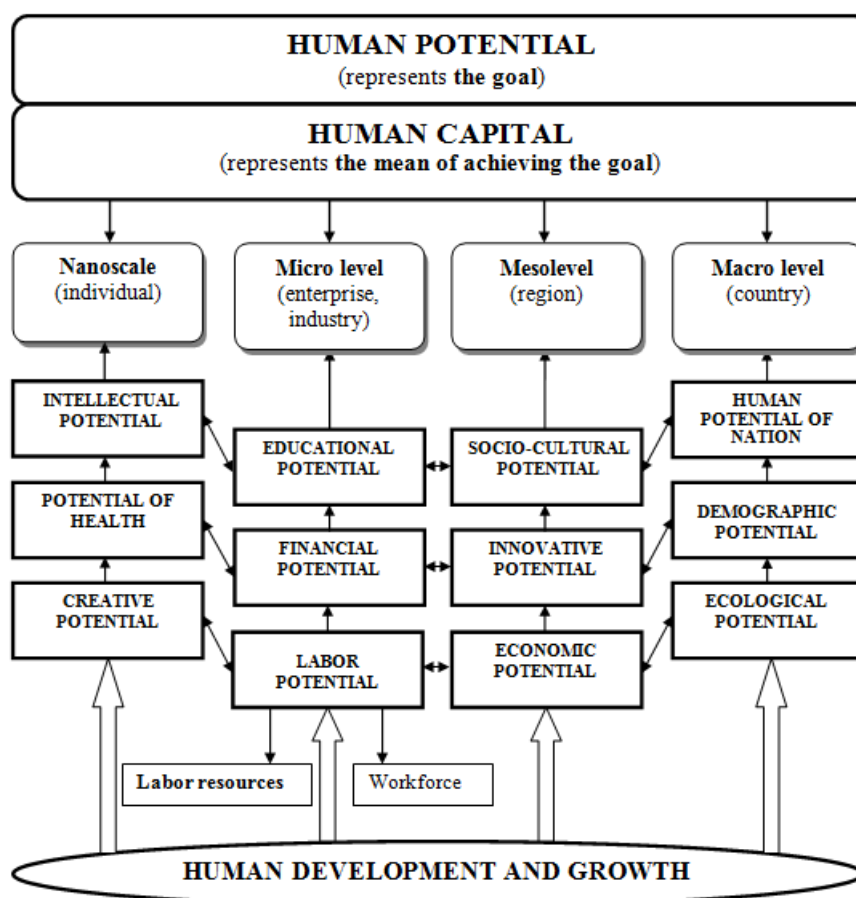 HUMAN POTENTIAL
(represents the goal)
HUMAN CAPITAL
(represents the mean of achieving the goal)
Nanoscale
(individual)
Micro level
(enterprise,
industry)
Mesolevel
(region)
Macro level
(country)
INTELLECTUAL
POTENTIAL
EDUCATIONAL
POTENTIAL
SOCIO-CULTURAL
POTENTIAL
HUMAN
POTENTIAL OF
NATION
POTENTIAL OF
HEALTH
FINANCIAL
POTENTIAL
INNOVATIVE
POTENTIAL
DEMOGRAPHIC
POTENTIAL
CREATIVE
POTENTIAL
LABOR
POTENTIAL
ECONOMIC
POTENTIAL
ECOLOGICAL
POTENTIAL
Labor resources
Workforce
HUMAN DEVELOPMENT AND GROWTH